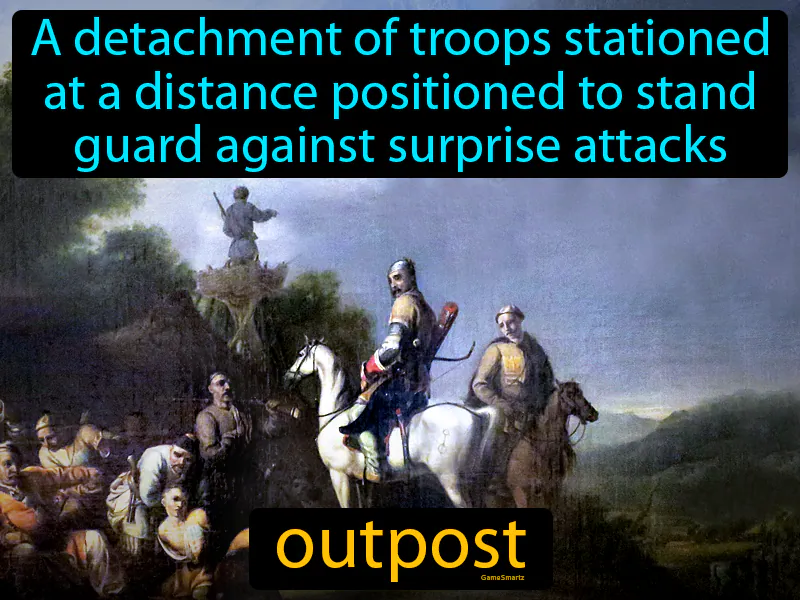 A detachment of troops stationed
at a distance positioned to stand
guard against surprise attacks
outpost
GameSmartz